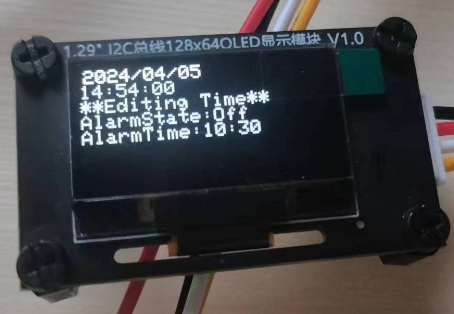 1.29" I2C总线128x64OLED显示模块 V1.0
2024/04/05
14:54:00
**Editing Time**
AlarmState:Off
AlarmTime:10:30